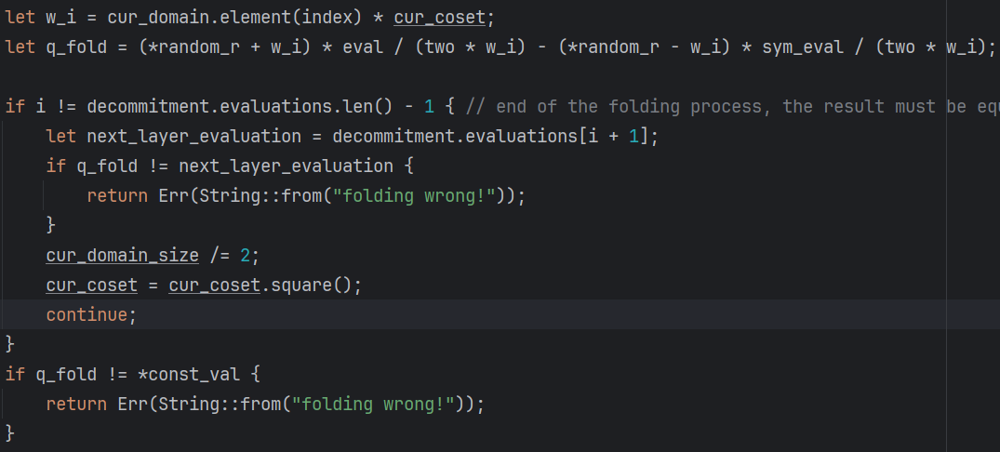 let w_i = cur_domain.element(index) * cur_coset;
let q_fold = (*random_r + w_i) * eval / (two * w_i) - (*random_r - w_i) * sym_eval / (two * w_i);
if i != decommitment.evaluations.len() - 1 { // end of the folding process, the result must be equ
let next_layer_evaluation = decommitment.evaluations[i + 1];
if q_fold != next_layer_evaluation {
return Err(String::from("folding wrong!"));
}
cur_domain_size /= 2;
cur_coset = cur_coset.square();
continue;
}
if q_fold != *const_val {
return Err(String::from("folding wrong!"));
}